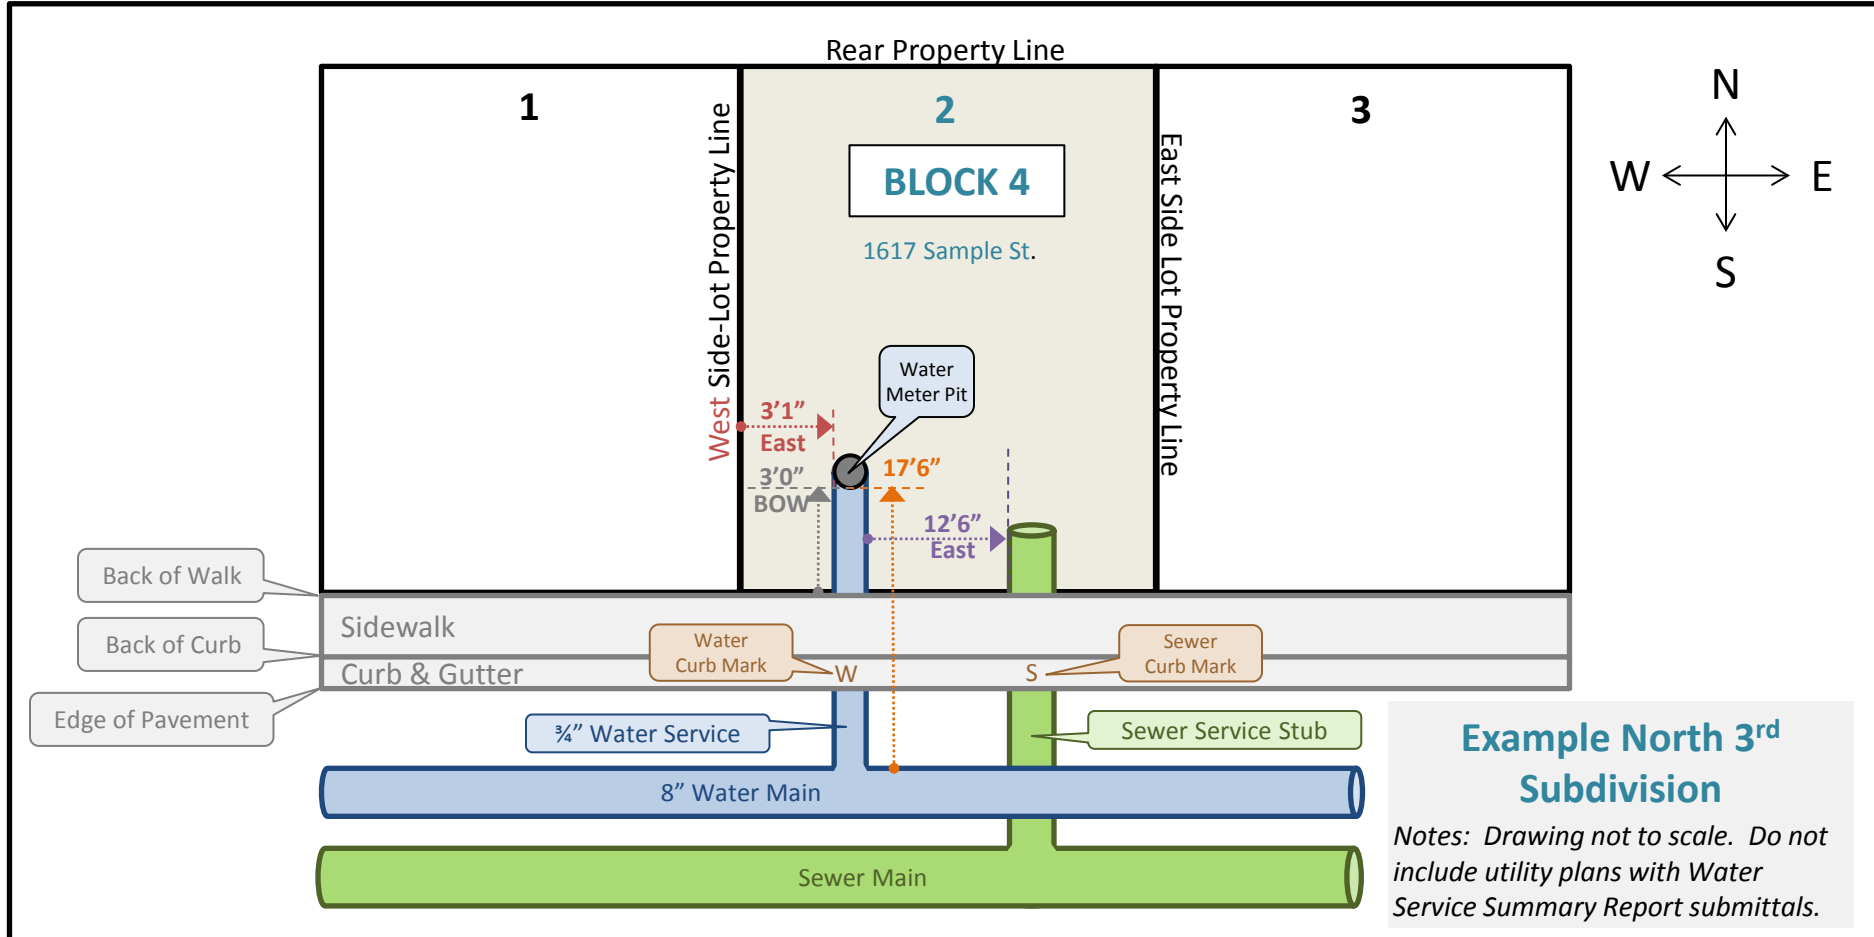 Rear Property Line
1
2
3
BLOCK 4
1617 Sample St.
West Side-Lot Property Line
East Side Lot Property Line
N
W
E
S
Water
Meter Pit
3’1”
East
3’0”
BOW
17’6”
12’6”
East
Back of Walk
Sidewalk
Back of Curb
Curb & Gutter
Edge of Pavement
Water
Curb Mark
W
S
Sewer
Curb Mark
¾” Water Service
Sewer Service Stub
8” Water Main
Sewer Main
Example North 3rd
Subdivision
Notes: Drawing not to scale. Do not
include utility plans with Water
Service Summary Report submittals.